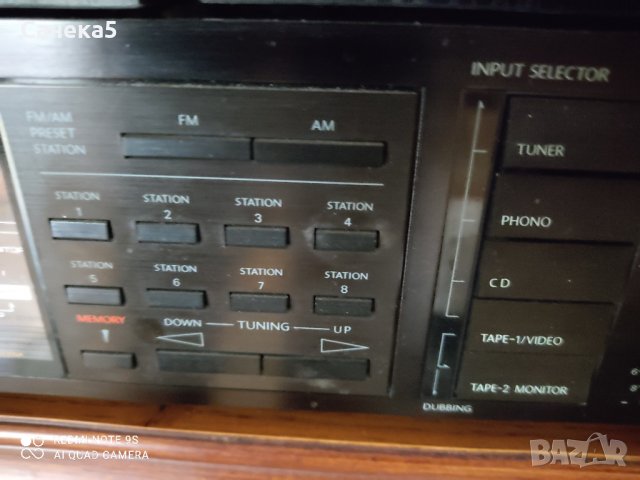 Сашека5
INPUT SELECTOR
FM/AM
PRESET
STATION
FM
AM
TUNER
STATION
1
STATION
2
STATION
3
STATION
4
PHONO
STATION
5
STATION
6
STATION
7
STATION
8
CD
MEMORY
DOWN
TUNING
UP
TAPE-1/VIDEO
TAPE-2 MONITOR
DUBBING
REDMI NOTE 9S
AI QUAD CAMERA
BAZAR